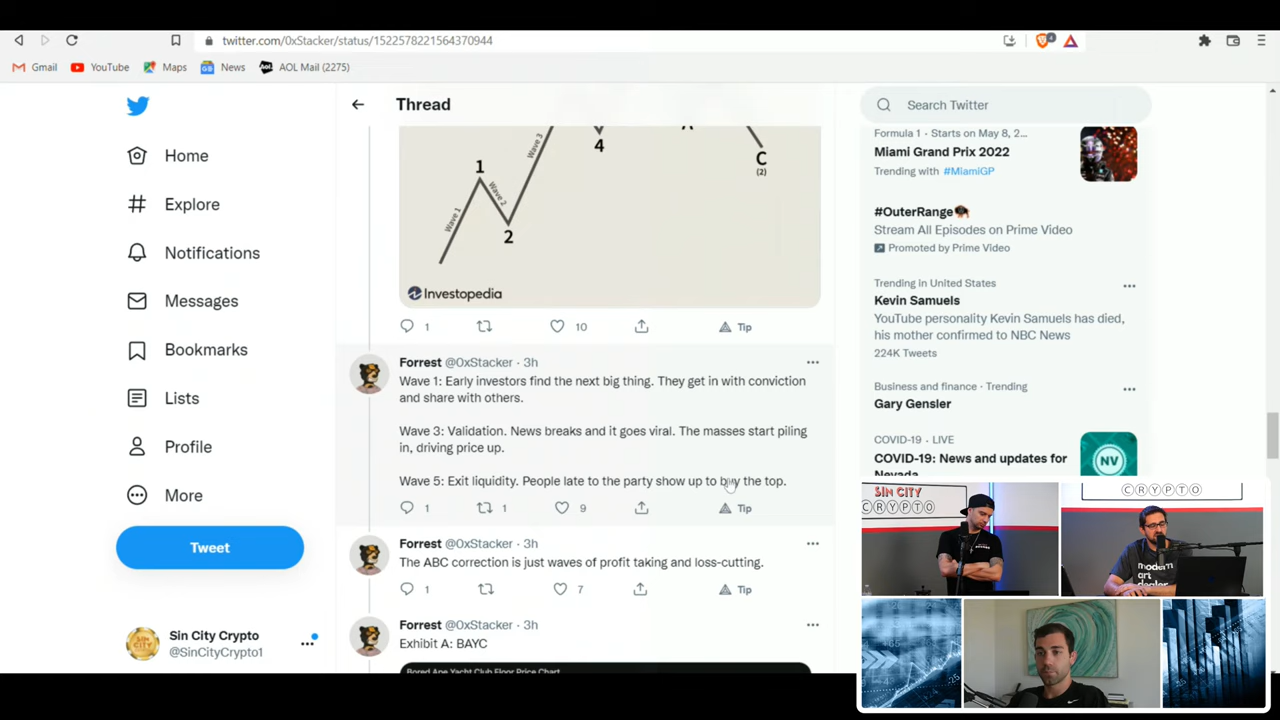 twitter.com/0xStacker/status/1522578221564370944
4
Gmail
YouTube
Maps
News
Aol.
AOL Mail (2275)
Home
Explore
Notifications
Messages
Bookmarks
Lists
Profile
More
Tweet
Sin City Crypto
@SinCityCrypto1
Thread
Wave 1
1
Wave 2
2
Wave 3
4
A
C
(2)
Investopedia
1
10
Tip
Forrest @0xStacker · 3h
Wave 1: Early investors find the next big thing. They get in with conviction
and share with others.
Wave 3: Validation. News breaks and it goes viral. The masses start piling
in, driving price up.
Wave 5: Exit liquidity. People late to the party show up to buy the top.
1
1
9
Tip
Forrest @0xStacker · 3h
The ABC correction is just waves of profit taking and loss-cutting.
1
7
Tip
Forrest @0xStacker · 3h
Exhibit A: BAYC
Bored Ape Yacht Club Floor Price Chart
Search Twitter
Formula 1 · Starts on May 8, 2...
Miami Grand Prix 2022
Trending with #MiamiGP
#OuterRange
Stream All Episodes on Prime Video
Promoted by Prime Video
Trending in United States
Kevin Samuels
YouTube personality Kevin Samuels has died,
his mother confirmed to NBC News
224K Tweets
Business and finance · Trending
Gary Gensler
COVID-19 · LIVE
COVID-19: News and updates for
Nevada
NV
SIN CITY
CRYPTO
CRYPTO
modern
art
dealer